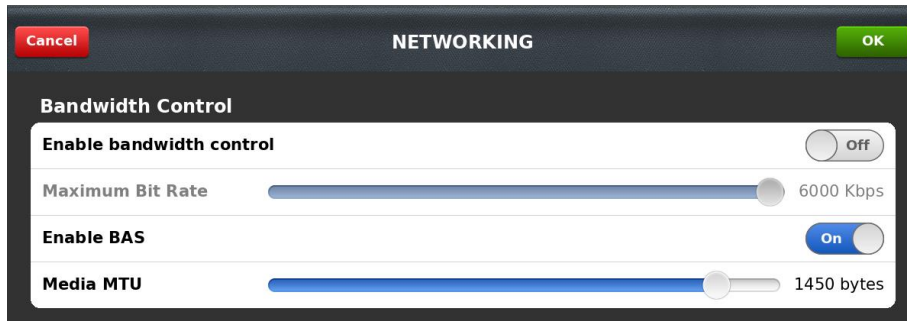 Cancel NETWORKING OK
Bandwidth Control
Enable bandwidth control Off
Maximum Bit Rate 6000 Kbps
Enable BAS On
Media MTU 1450 bytes